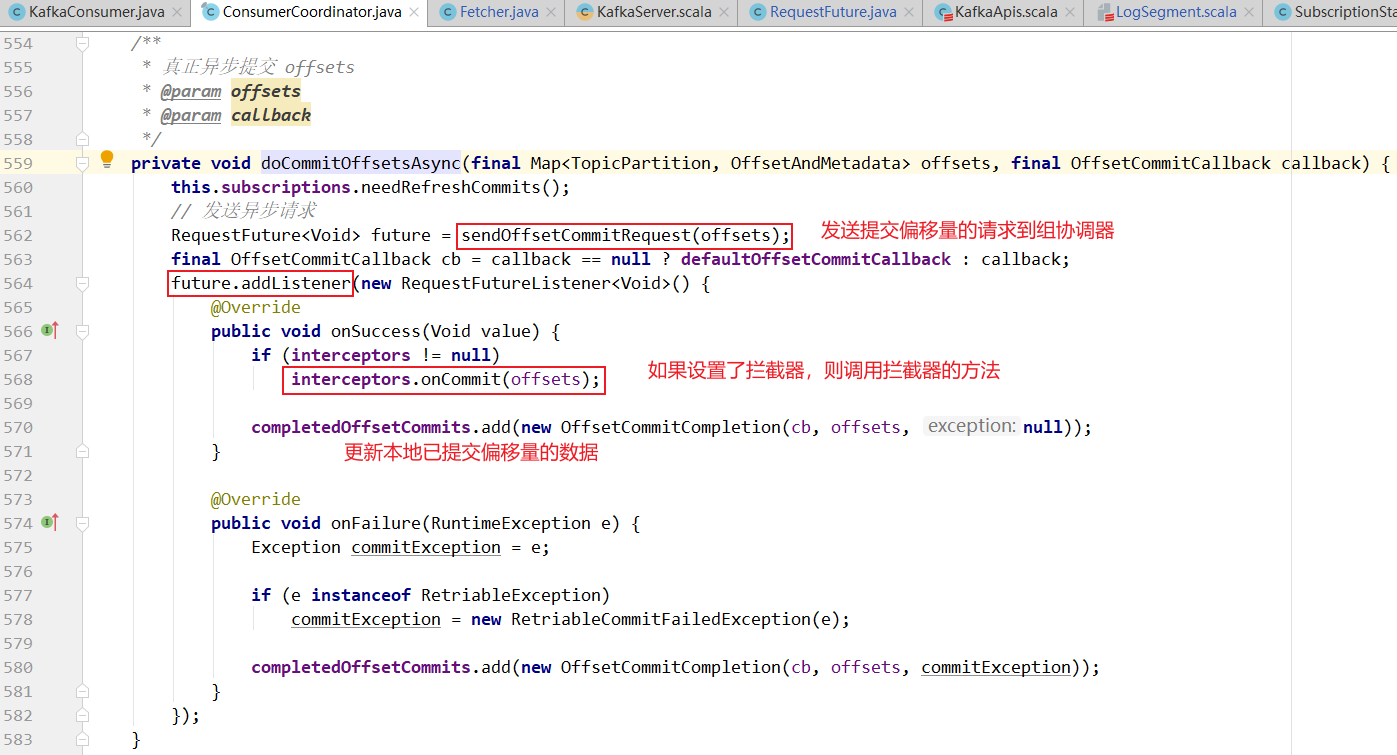 KafkaConsumer.java × ConsumerCoordinator.java × Fetcher.java × KafkaServer.scala × RequestFuture.java × KafkaApis.scala × LogSegment.scala × SubscriptionSta
554 /**
555 * 真正异步提交 offsets
556 * @param offsets
557 * @param callback
558 */
559 private void doCommitOffsetsAsync(final Map<TopicPartition, OffsetAndMetadata> offsets, final OffsetCommitCallback callback) {
560 this.subscriptions.needRefreshCommits();
561 // 发送异步请求
562 RequestFuture<Void> future = sendOffsetCommitRequest(offsets); 发送提交偏移量的请求到组协调器
563 final OffsetCommitCallback cb = callback == null ? defaultOffsetCommitCallback : callback;
564 future.addListener(new RequestFutureListener<Void>() {
565 @Override
566 public void onSuccess(Void value) {
567 if (interceptors != null)
568 interceptors.onCommit(offsets); 如果设置了拦截器，则调用拦截器的方法
569
570 completedOffsetCommits.add(new OffsetCommitCompletion(cb, offsets, exception: null));
571 } 更新本地已提交偏移量的数据
572
573 @Override
574 public void onFailure(RuntimeException e) {
575 Exception commitException = e;
576
577 if (e instanceof RetriableException)
578 commitException = new RetriableCommitFailedException(e);
579
580 completedOffsetCommits.add(new OffsetCommitCompletion(cb, offsets, commitException));
581 }
582 });
583 }